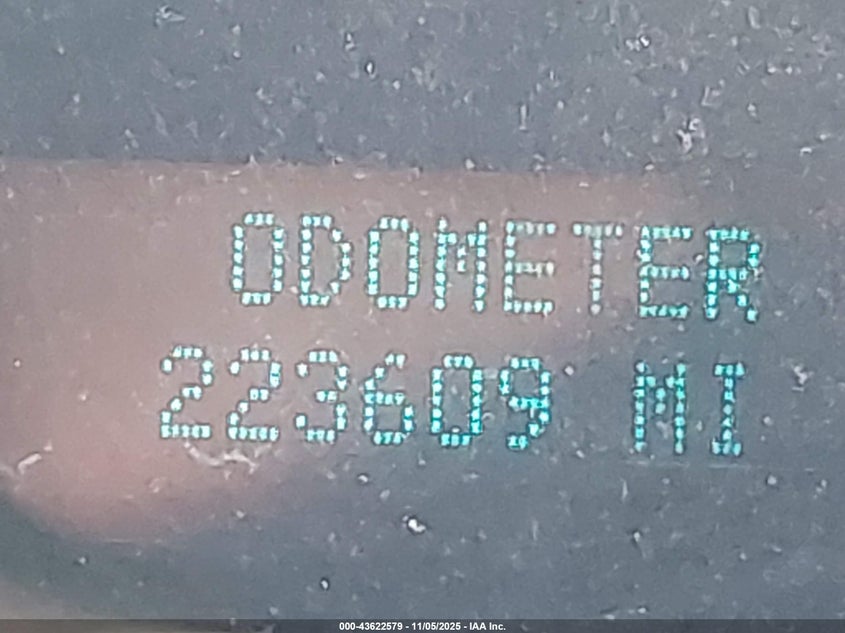 ODOMETER
223609 MI
000-43622579 - 11/05/2025 - IAA Inc.